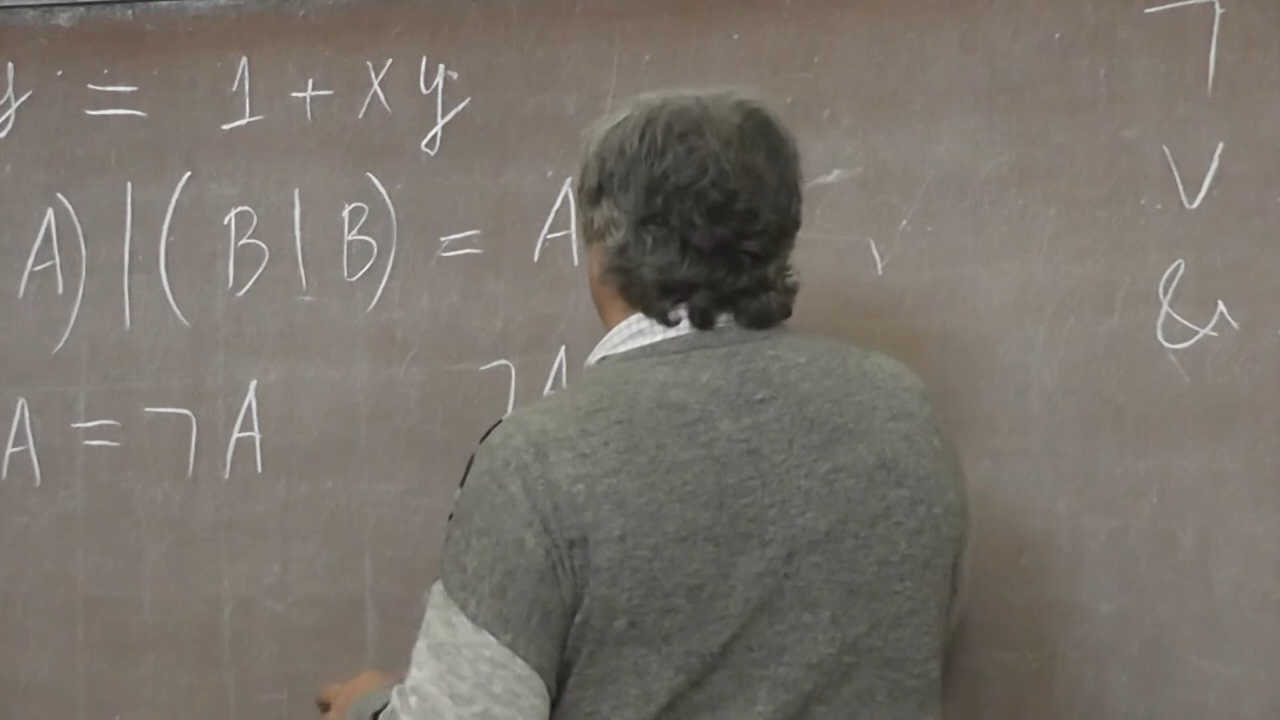 y = 1 + x y
A) | ( B | B ) = A
A = ¬ A
¬ A
¬
∨
&